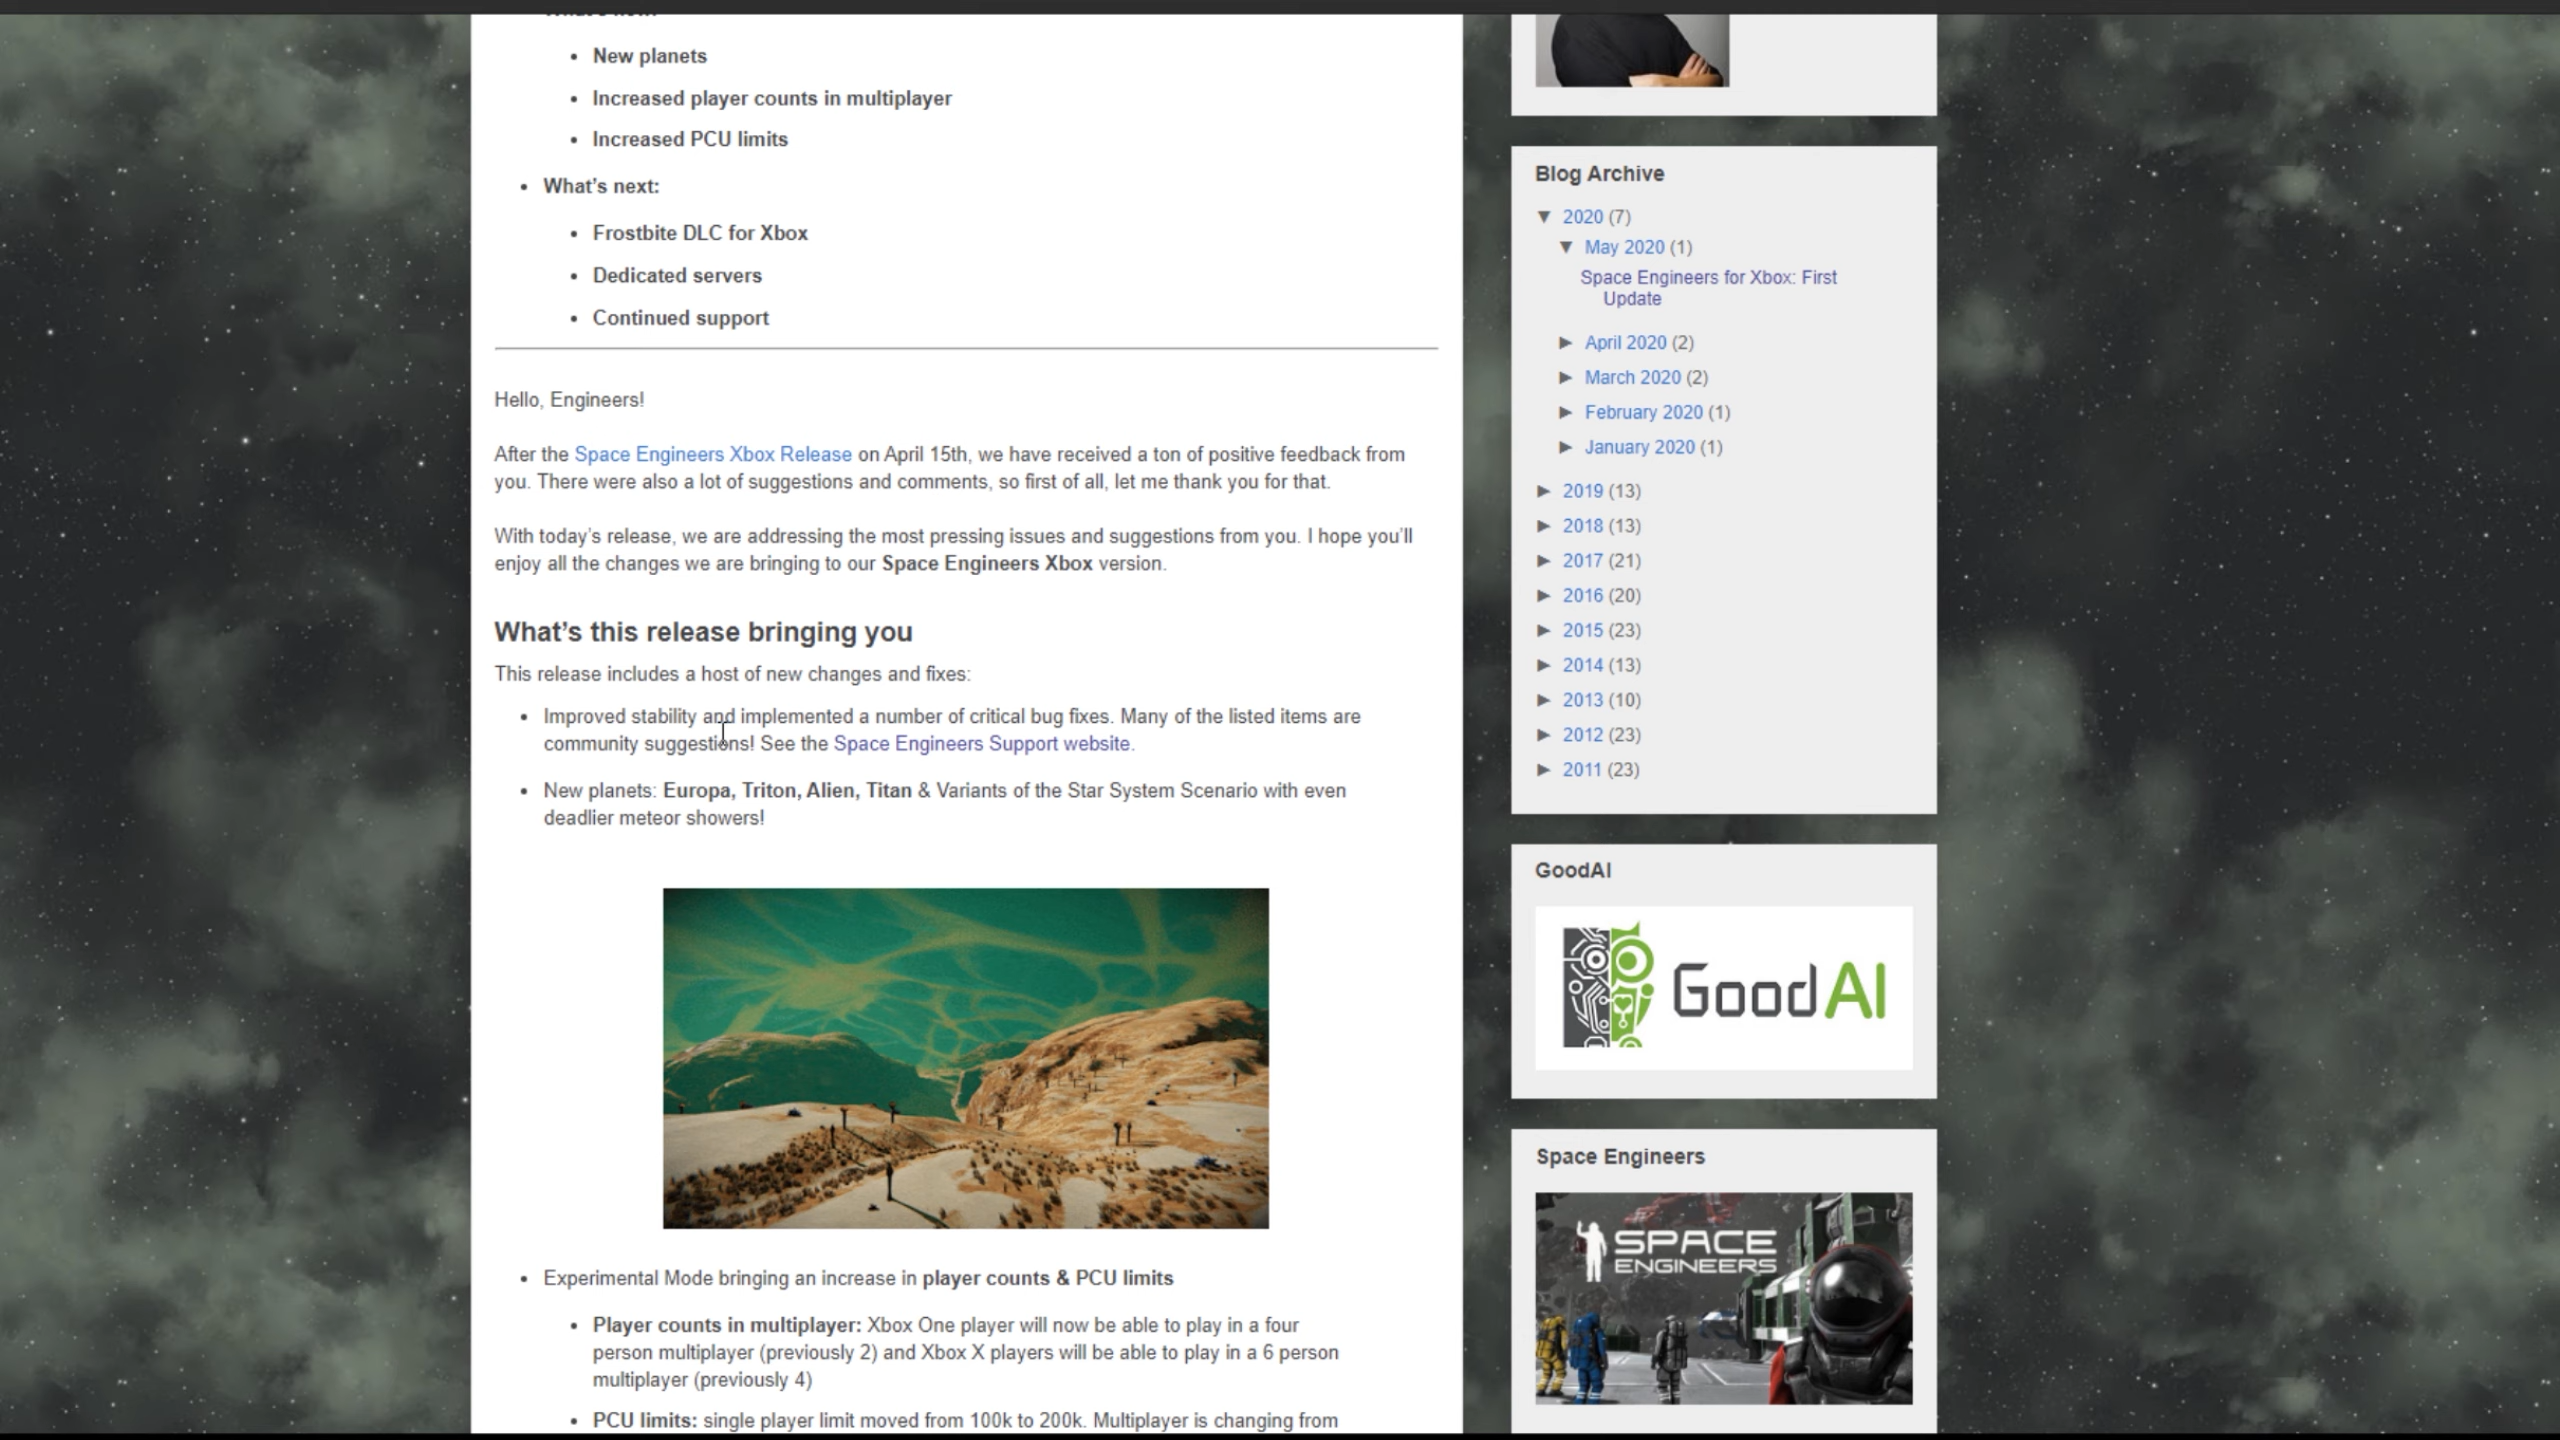 New planets
Increased player counts in multiplayer
Increased PCU limits
What's next:
Frostbite DLC for Xbox
Dedicated servers
Continued support
Hello, Engineers!
After the Space Engineers Xbox Release on April 15th, we have received a ton of positive feedback from
you. There were also a lot of suggestions and comments, so first of all, let me thank you for that.
With today's release, we are addressing the most pressing issues and suggestions from you. I hope you'll
enjoy all the changes we are bringing to our Space Engineers Xbox version.
What's this release bringing you
This release includes a host of new changes and fixes:
Improved stability and implemented a number of critical bug fixes. Many of the listed items are
community suggestions! See the Space Engineers Support website.
New planets: Europa, Triton, Alien, Titan & Variants of the Star System Scenario with even
deadlier meteor showers!
Experimental Mode bringing an increase in player counts & PCU limits
Player counts in multiplayer: Xbox One player will now be able to play in a four
person multiplayer (previously 2) and Xbox X players will be able to play in a 6 person
multiplayer (previously 4)
PCU limits: single player limit moved from 100k to 200k. Multiplayer is changing from
Blog Archive
▼ 2020 (7)
▼ May 2020 (1)
Space Engineers for Xbox: First
Update
► April 2020 (2)
► March 2020 (2)
► February 2020 (1)
► January 2020 (1)
► 2019 (13)
► 2018 (13)
► 2017 (21)
► 2016 (20)
► 2015 (23)
► 2014 (13)
► 2013 (10)
► 2012 (23)
► 2011 (23)
GoodAI
GoodAI
Space Engineers
SPACE
ENGINEERS